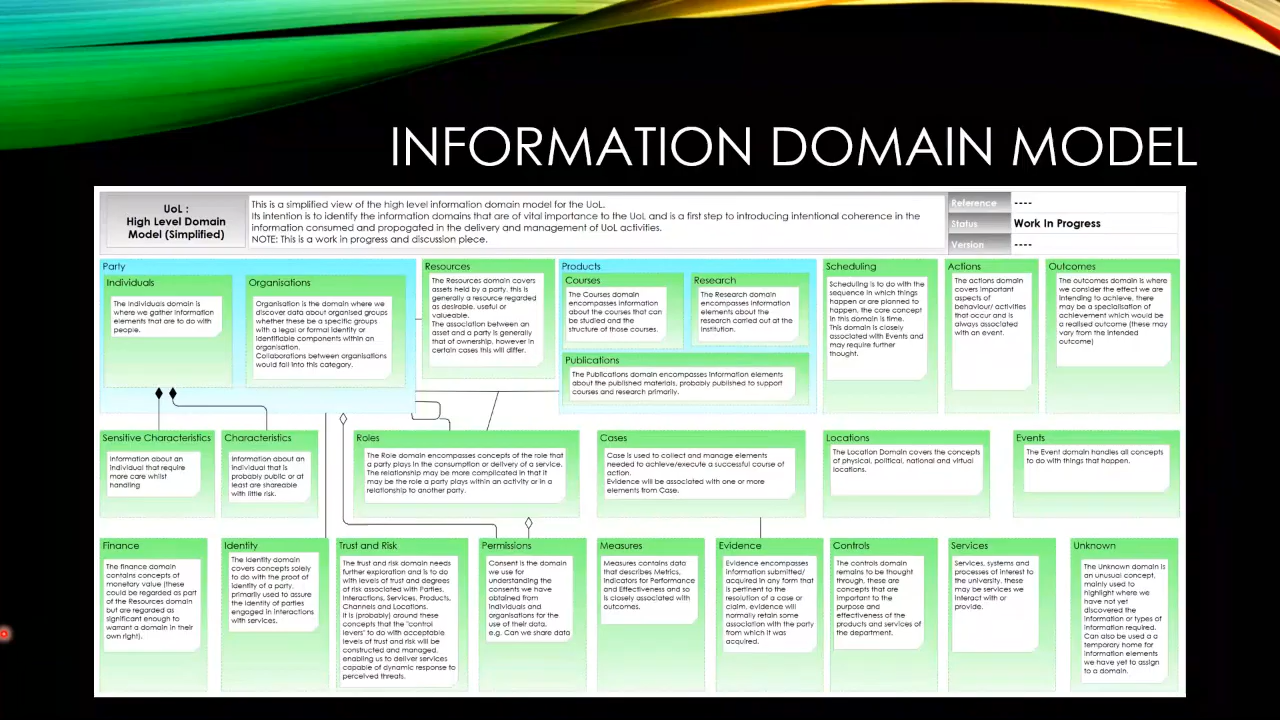 INFORMATION DOMAIN MODEL
UoL :
High Level Domain
Model (Simplified)
This is a simplified view of the high level information domain model for the UoL.
Its intention is to identify the information domains that are of vital importance to the UoL and is a first step to introducing intentional coherence in the
information consumed and propogated in the delivery and management of UoL activities.
NOTE: This is a work in progress and discussion piece.
Reference
----
Status
Work In Progress
Version
----
Party
Individuals
The individuals domain is
where we gather information
elements that are to do with
people.
Organisations
Organisation is the domain where we
discover data about organised groups
whether these be a specific groups
with a legal or formal identity or
identifiable components within an
organisation.
Collaborations between organisations
would fall into this category.
Resources
The Resources domain covers
assets held by a party, this is
generally a resource regarded
as desirable, useful or
valueable.
The association between an
asset and a party is generally
that of ownership, however in
certain cases this will differ.
Products
Courses
The Courses domain
encompasses information
about the courses that can
be studied and the
structure of those courses.
Research
The Research domain
encompasses information
elements about the
research carried out at the
institution.
Publications
The Publications domain encompasses information elements
about the published materials, probably published to support
courses and research primarily.
Scheduling
Scheduling is to do with the
sequence in which things
happen or are planned to
happen, the core concept
in this domain is time.
This domain is closely
associated with Events and
may require further
thought.
Actions
The actions domain
covers important
aspects of
behaviour/ activities
that occur and is
always associated
with an event.
Outcomes
The outcomes domain is where
we consider the effect we are
intending to achieve, there
may be a specialisation of
achievement which would be
a realised outcome (these may
vary from the intended
outcome)
Sensitive Characteristics
Information about an
individual that require
more care whilst
handling
Characteristics
Information about an
individual that is
probably public or at
least are shareable
with little risk.
Roles
The Role domain encompasses concepts of the role that
a party plays in the consumption or delivery of a service.
The relationship may be more complicated in that it
may be the role a party plays within an activity or in a
relationship to another party.
Cases
Case is used to collect and manage elements
needed to achieve/execute a successful course of
action.
Evidence will be associated with one or more
elements from Case.
Locations
The Location Domain covers the concepts
of physical, political, national and virtual
locations.
Events
The Event domain handles all concepts
to do with things that happen.
Finance
The finance domain
contains concepts of
monetary value (these
could be regarded as part
of the Resources domain
but are regarded as
significant enough to
warrant a domain in their
own right).
Identity
The Identity domain
covers concepts solely
to do with the proof of
identity of a party,
primarily used to assure
the identity of parties
engaged in interactions
with services.
Trust and Risk
The trust and risk domain needs
further exploration and is to do
with levels of trust and degrees
of risk associated with Parties,
Interactions, Services, Products,
Channels and Locations.
It is (probably) around these
concepts that the 'control
levers' to do with acceptable
levels of trust and risk will be
constructed and managed,
enabling us to deliver services
capable of dynamic response to
perceived threats.
Permissions
Consent is the domain
we use for
understanding the
consents we have
obtained from
individuals and
organisations for the
use of their data.
e.g. Can we share data
Measures
Measures contains data
that describes Metrics,
Indicators for Performance
and Effectiveness and so
is closely associated with
outcomes.
Evidence
Evidence encompasses
information submitted/
acquired in any form that
is pertinent to the
resolution of a case or
claim, evidence will
normally retain some
association with the party
from which it was
acquired.
Controls
The controls domain
remains to be thought
through, these are
concepts that are
important to the
purpose and
effectiveness of the
products and services of
the department.
Services
Services, systems and
processes of interest to
the university, these
may be services we
interact with or
provide.
Unknown
The Unknown domain is
an unusual concept,
mainly used to
highlight where we
have not yet
discovered the
information or types of
information required.
Can also be used a a
temporary home for
information elements
we have yet to assign
to a domain.